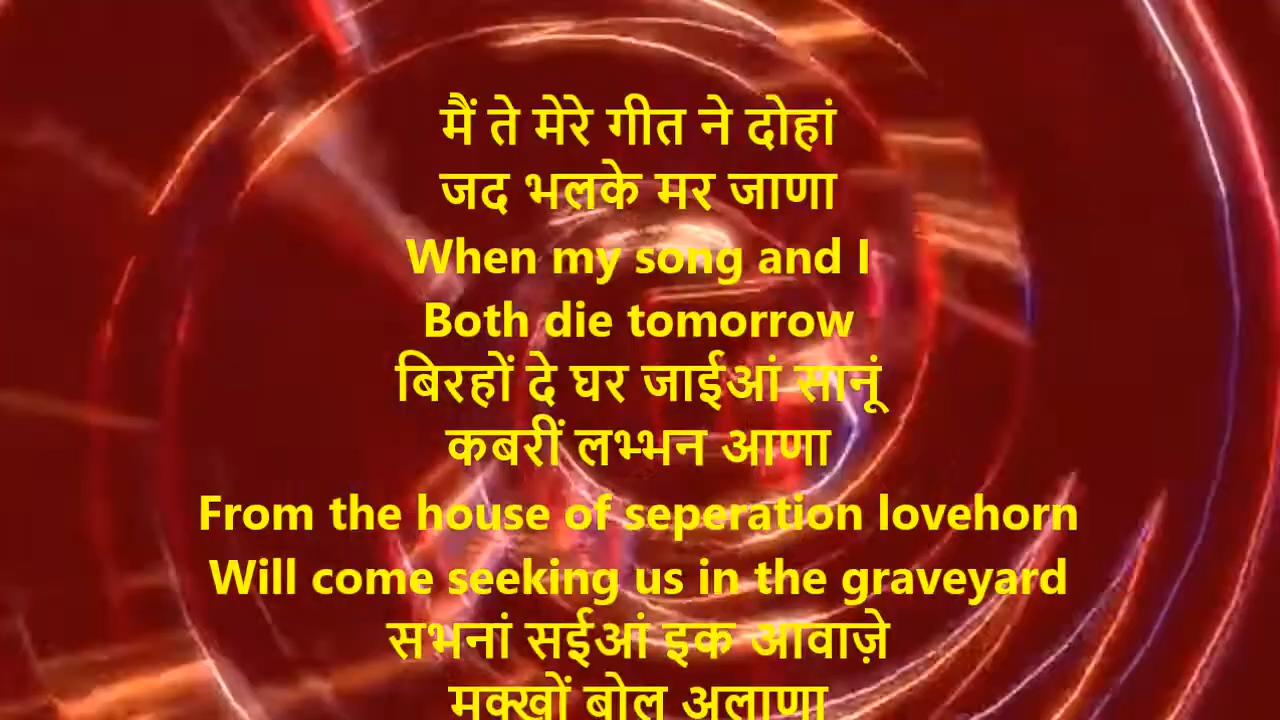 मैं ते मेरे गीत ने दोहां
जद भलके मर जाणा
When my song and I
Both die tomorrow
बिरहों दे घर जाईआं सानूं
कबरीं लभ्भन आणा
From the house of seperation lovehorn
Will come seeking us in the graveyard
सभनां सईआं इक आवाज़े
मुक्खों बोल अलाणा